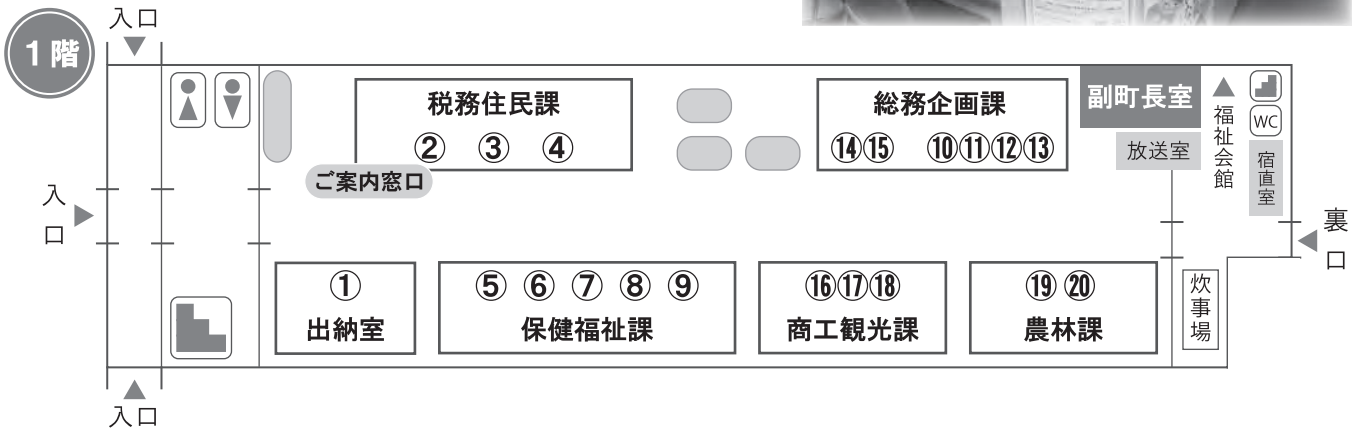 1階
入口
税務住民課
② ③ ④
ご案内窓口
総務企画課
⑭⑮ ⑩⑪⑫⑬
副町長室
放送室
福祉会館
WC
宿直室
入口
裏口
①
出納室
⑤ ⑥ ⑦ ⑧ ⑨
保健福祉課
⑯⑰⑱
商工観光課
⑲⑳
農林課
炊事場
入口